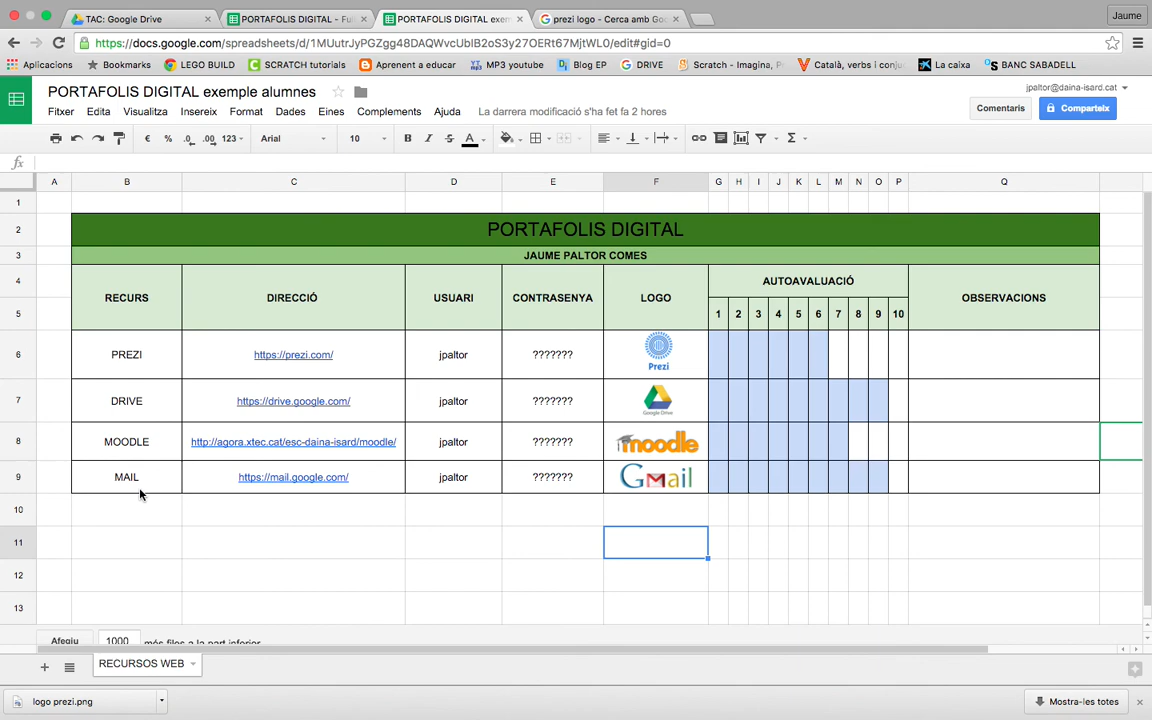 TAC: Google Drive
PORTAFOLIS DIGITAL - Ful
PORTAFOLIS DIGITAL exem
prezi logo - Cerca amb Goo
Jaume
https://docs.google.com/spreadsheets/d/1MUutrJyPGZgg48DAQWvcUbIB2oS3y27OERt67MjtWL0/edit#gid=0
Aplicacions
Bookmarks
LEGO BUILD
SCRATCH tutorials
Aprenent a educar
MP3 youtube
Blog EP
DRIVE
Scratch - Imagina, P
Català, verbs i conju
La caixa
BANC SABADELL
PORTAFOLIS DIGITAL exemple alumnes
jpaltor@daina-isard.cat
Fitxer Edita Visualitza Insereix Format Dades Eines Complements Ajuda
La darrera modificació s'ha fet fa 2 hores
Comentaris
Comparteix
€ % .0 .00 123 Arial 10 B I S A Σ
fx
A B C D E F G H I J K L M N O P Q
1
2 PORTAFOLIS DIGITAL
3 JAUME PALTOR COMES
4 RECURS DIRECCIÓ USUARI CONTRASENYA LOGO AUTOAVALUACIÓ OBSERVACIONS
5 1 2 3 4 5 6 7 8 9 10
6 PREZI https://prezi.com/ jpaltor ??????? Prezi
7 DRIVE https://drive.google.com/ jpaltor ??????? Google Drive
8 MOODLE http://agora.xtec.cat/esc-daina-isard/moodle/ jpaltor ??????? moodle
9 MAIL https://mail.google.com/ jpaltor ??????? Gmail
10
11
12
13
Afegiu 1000 més files a la part inferior.
RECURSOS WEB
logo prezi.png
Mostra-les totes